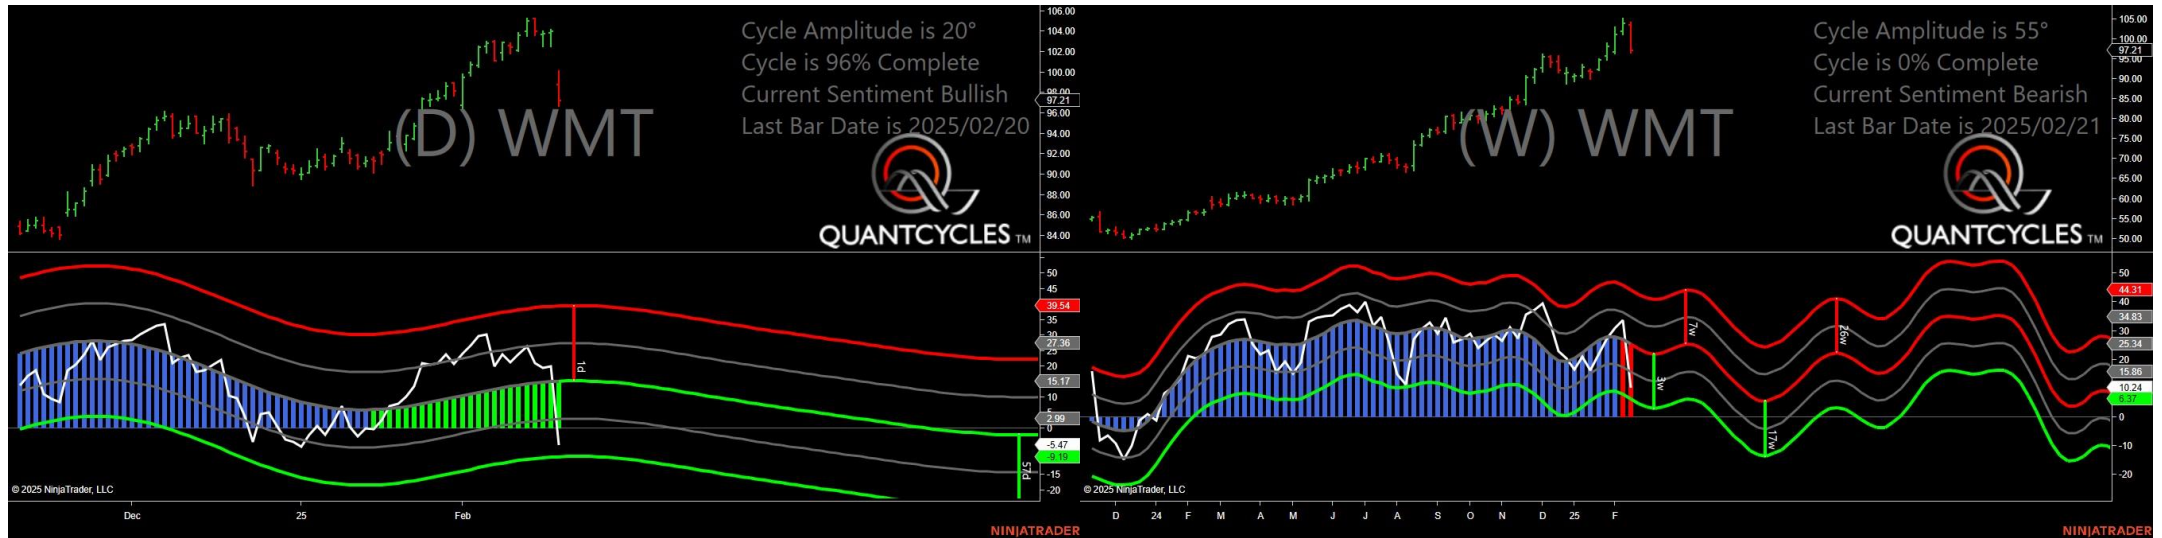 Cycle Amplitude is 20°
Cycle is 96% Complete
Current Sentiment Bullish
Last Bar Date is 2025/02/20
(D) WMT
QUANTCYCLES TM
106.00
104.00
102.00
100.00
98.00
97.21
96.00
94.00
92.00
90.00
88.00
86.00
84.00
50
45
39.54
35
30
27.36
25
20
15.17
10
5
2.99
0
-5.47
-9.19
-15
-20
1d
57d
© 2025 NinjaTrader, LLC
Dec
25
Feb
NINJATRADER
Cycle Amplitude is 55°
Cycle is 0% Complete
Current Sentiment Bearish
Last Bar Date is 2025/02/21
(W) WMT
QUANTCYCLES TM
105.00
100.00
97.21
95.00
90.00
85.00
80.00
75.00
70.00
65.00
60.00
55.00
50.00
50
44.31
40
34.83
30
25.34
20
15.86
10.24
6.37
0
-10
-20
7w
3w
17w
26w
© 2025 NinjaTrader, LLC
D
24
F
M
A
M
J
J
A
S
O
N
D
25
F
NINJATRADER